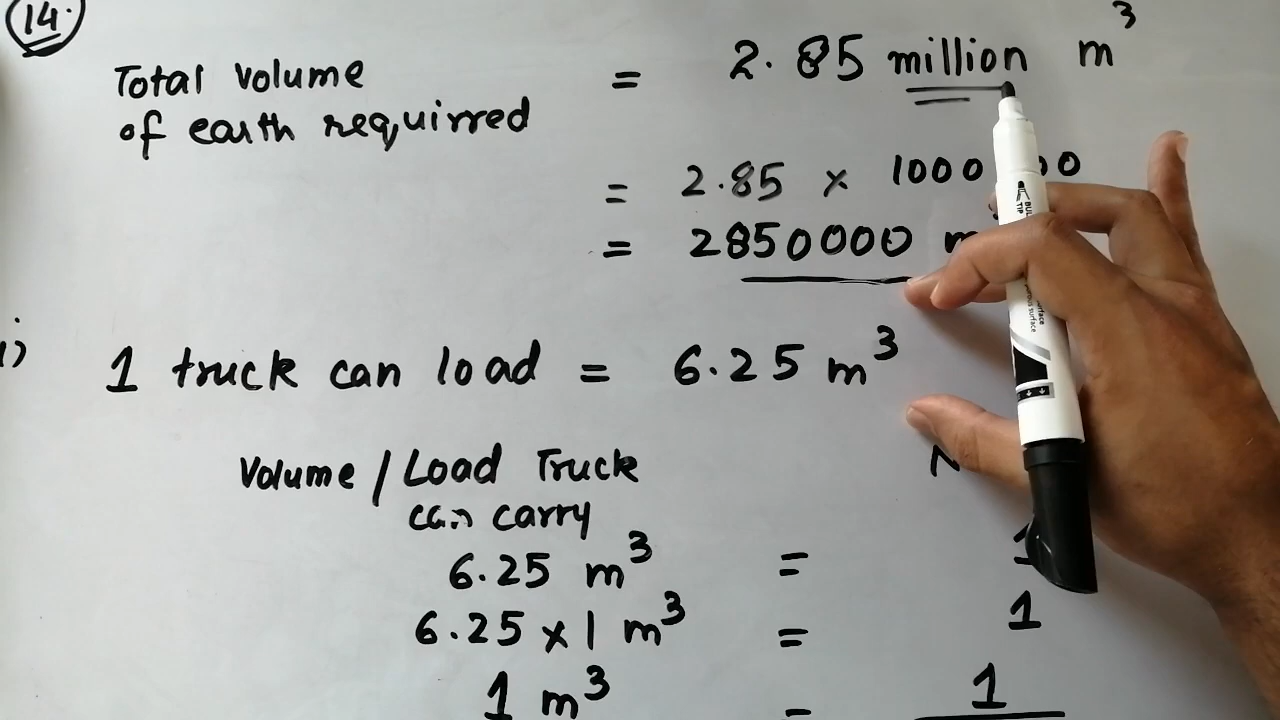 14.
Total volume = 2.85 million m³
of earth requirred
= 2.85 × 1000
= 2850000 m
i) 1 truck can load = 6.25 m³
Volume / Load Truck
can carry
6.25 m³ = 1
6.25 × 1 m³ = 1
1 m³ = 1